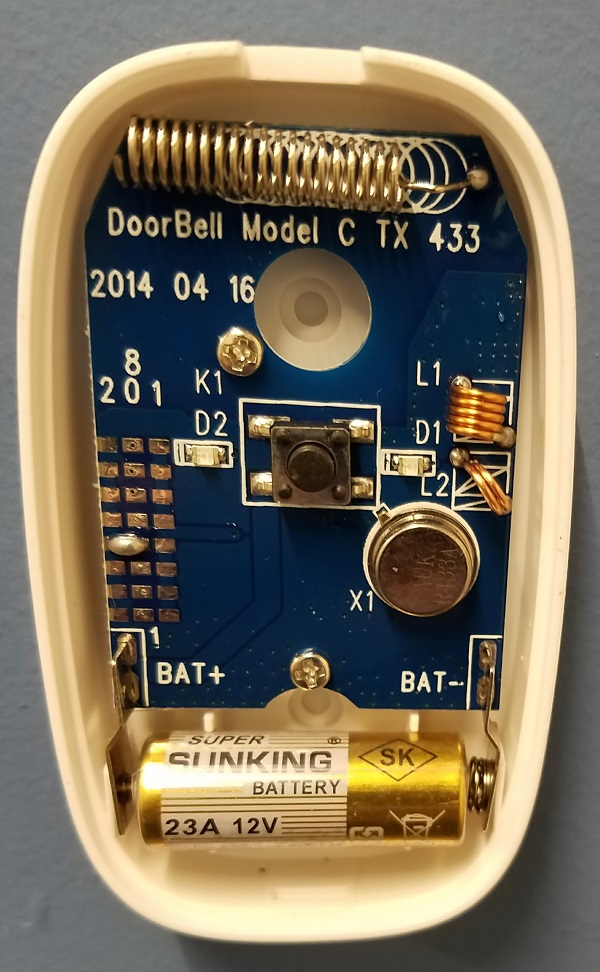 DoorBell Model C TX 433
2014 04 16
8
201
K1
L1
D2
D1
L2
X1
1
BAT+
BAT-
SUPER
SUNKING ®
BATTERY
SK
23A 12V